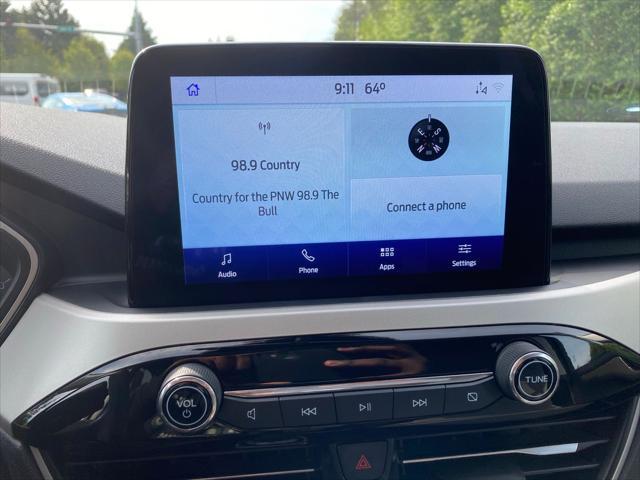 9:11 64º
98.9 Country
Country for the PNW 98.9 The
Bull
Connect a phone
Audio
Phone
Apps
Settings
VOL
TUNE